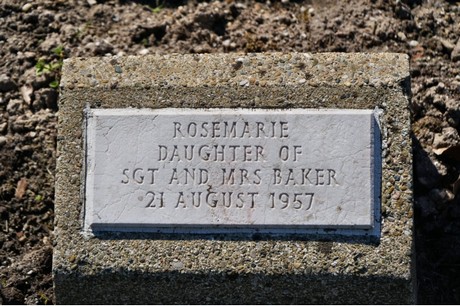 ROSEMARIE
DAUGHTER OF
SGT AND MRS BAKER
21 AUGUST 1957